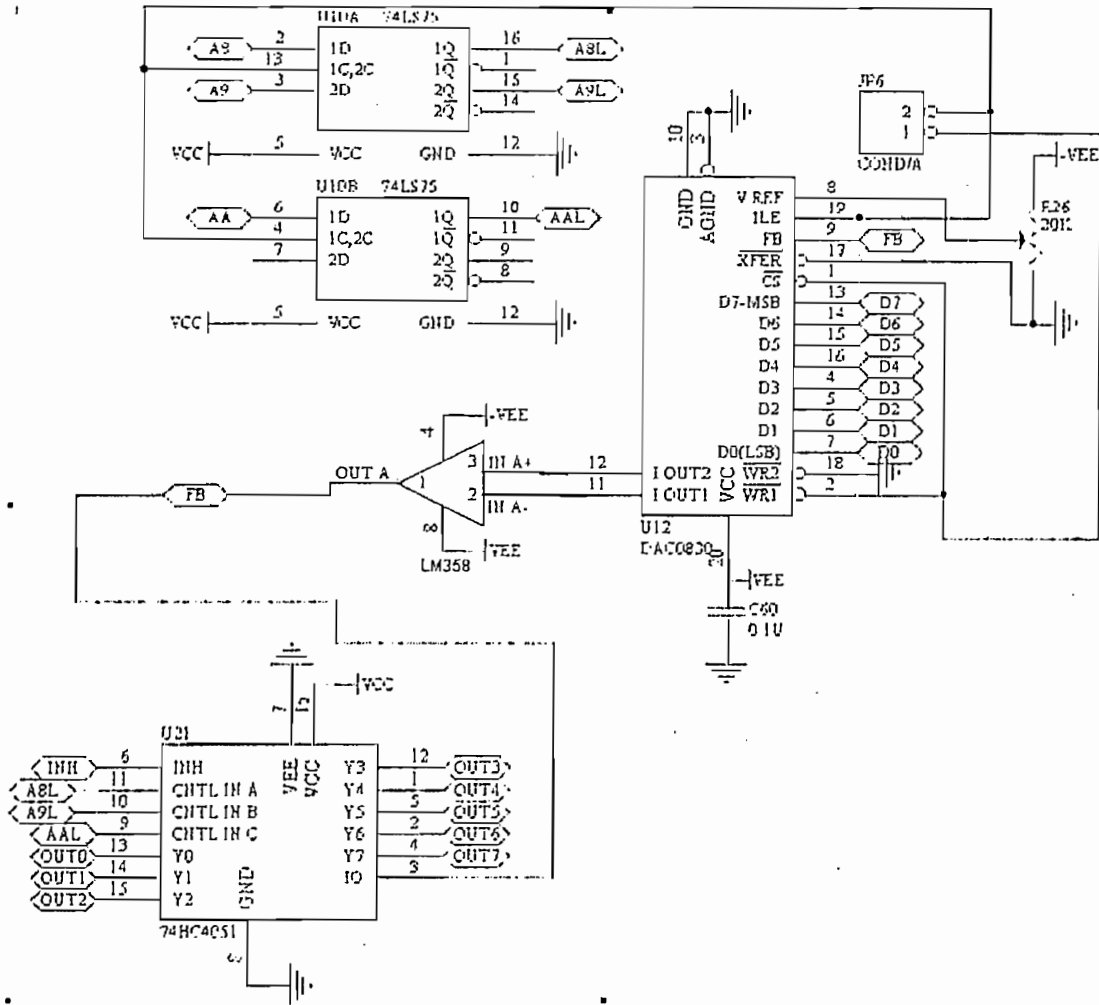 U10A 74LS75
A8 2 1D 1Q 16 A8L
13 1C,2C 1Q 1
A9 3 2D 2Q 15 A9L
2Q 14
VCC 5 VCC GND 12
U10B 74LS75
AA 6 1D 1Q 10 AAL
4 1C,2C 1Q 11
7 2D 2Q 9
2Q 8
VCC 5 VCC GND 12
JP6
2
1
COND/A
-VEE
R26
20K
10 3
GND AGND
V REF 8
ILE 19
FB 9 FB
XFER 17
CS 1
D7-MSB 13 D7
D6 14 D6
D5 15 D5
D4 16 D4
D3 4 D3
D2 5 D2
D1 6 D1
D0(LSB) 7 D0
WR2 18
WR1 2
12 I OUT2
11 I OUT1
VCC
U12
DAC0830
20
VEE
C60
0.1U
4 -VEE
FB OUT A 1 3 IN A+
2 IN A-
8 VEE
LM358
7
VCC
U21
VEE VCC
INH 6 INH Y3 12 OUT3
A8L 11 CNTL IN A Y4 1 OUT4
A9L 10 CNTL IN B Y5 5 OUT5
AAL 9 CNTL IN C Y6 2 OUT6
OUT0 13 Y0 Y7 4 OUT7
OUT1 14 Y1 IO 3
OUT2 15 Y2
GND
74HC4051